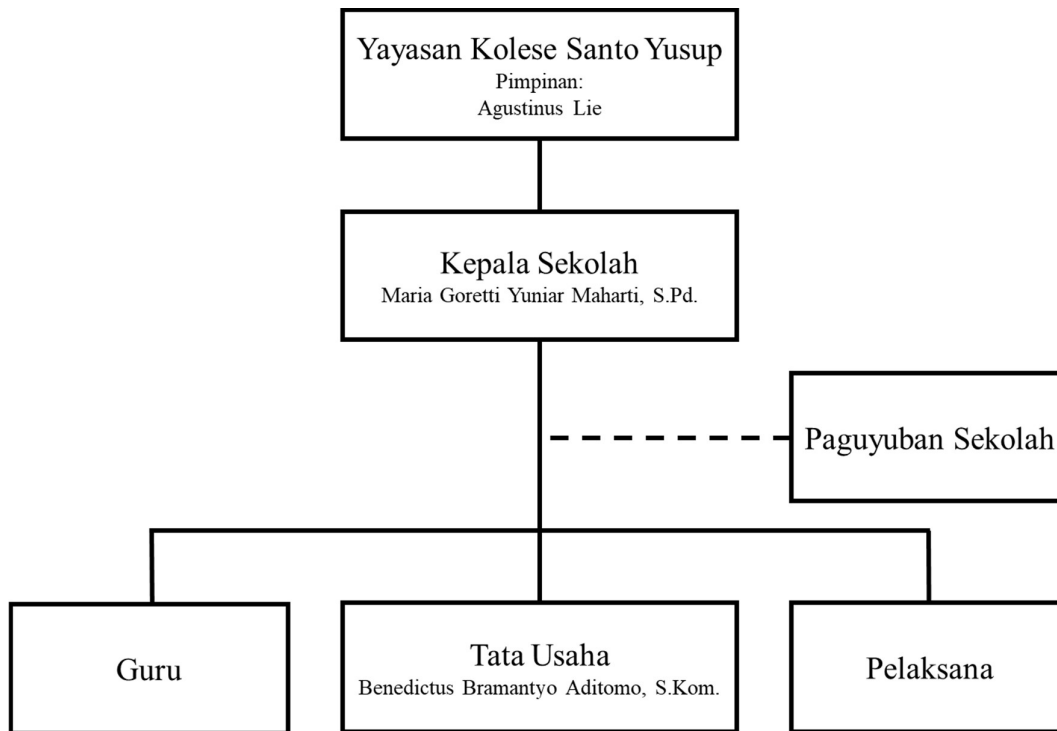 Yayasan Kolese Santo Yusup
Pimpinan:
Agustinus Lie
Kepala Sekolah
Maria Goretti Yuniar Maharti, S.Pd.
Paguyuban Sekolah
Guru
Tata Usaha
Benedictus Bramantyo Aditomo, S.Kom.
Pelaksana